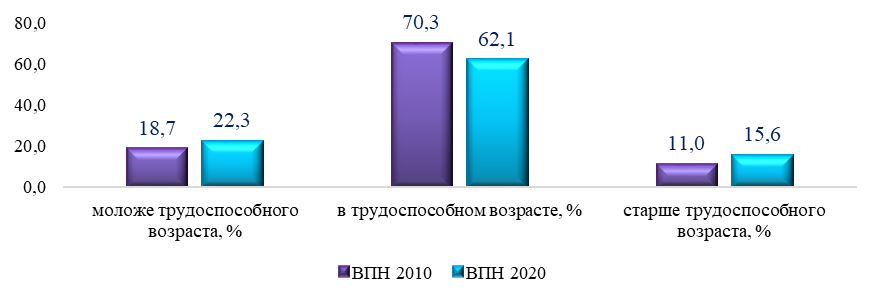 80,0
60,0
40,0
20,0
0,0
18,7
22,3
70,3
62,1
11,0
15,6
моложе трудоспособного
возраста, %
в трудоспособном возрасте, %
старше трудоспособного
возраста, %
ВПН 2010
ВПН 2020